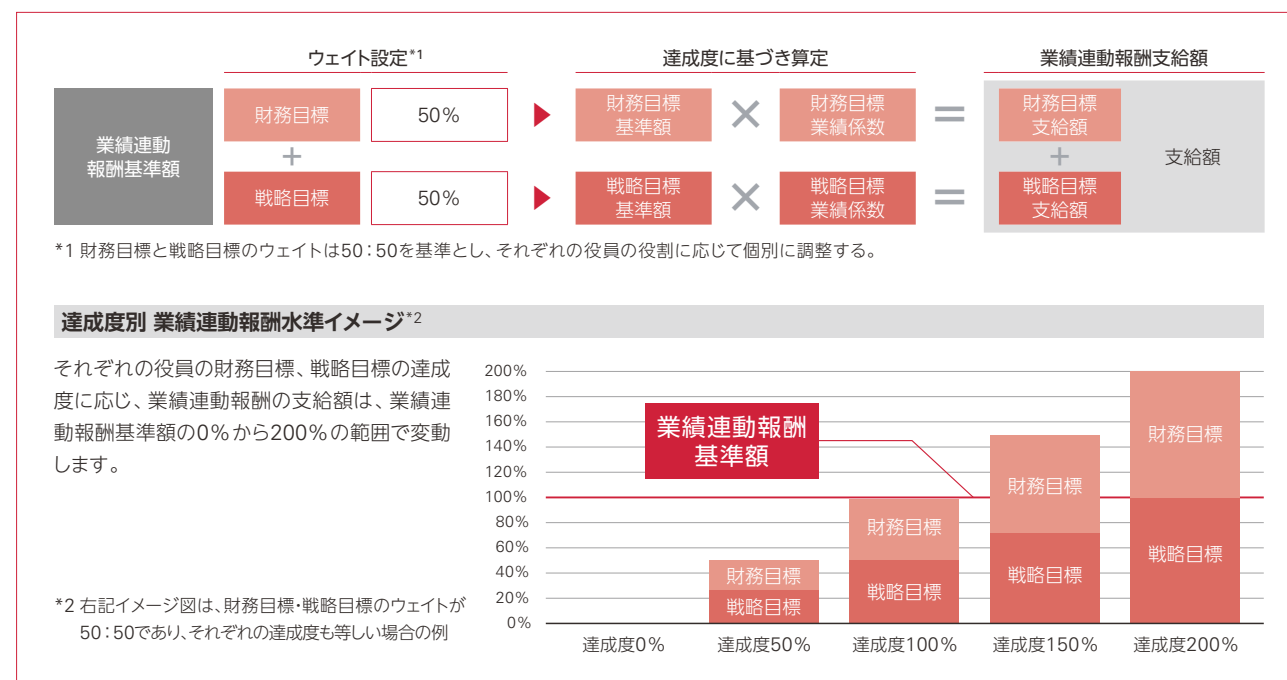 ウェイト設定*1
達成度に基づき算定
業績連動報酬支給額
業績連動
報酬基準額
財務目標
50%
財務目標
基準額
×
財務目標
業績係数
=
財務目標
支給額
+
+
支給額
戦略目標
50%
戦略目標
基準額
×
戦略目標
業績係数
=
戦略目標
支給額
*1 財務目標と戦略目標のウェイトは50:50を基準とし、それぞれの役員の役割に応じて個別に調整する。
達成度別 業績連動報酬水準イメージ*2
それぞれの役員の財務目標、戦略目標の達成
度に応じ、業績連動報酬の支給額は、業績連
動報酬基準額の0%から200%の範囲で変動
します。
*2 右記イメージ図は、財務目標・戦略目標のウェイトが
50:50であり、それぞれの達成度も等しい場合の例
200%
180%
160%
140%
120%
100%
80%
60%
40%
20%
0%
業績連動報酬
基準額
財務目標
戦略目標
財務目標
戦略目標
財務目標
戦略目標
財務目標
戦略目標
達成度0%
達成度50%
達成度100%
達成度150%
達成度200%